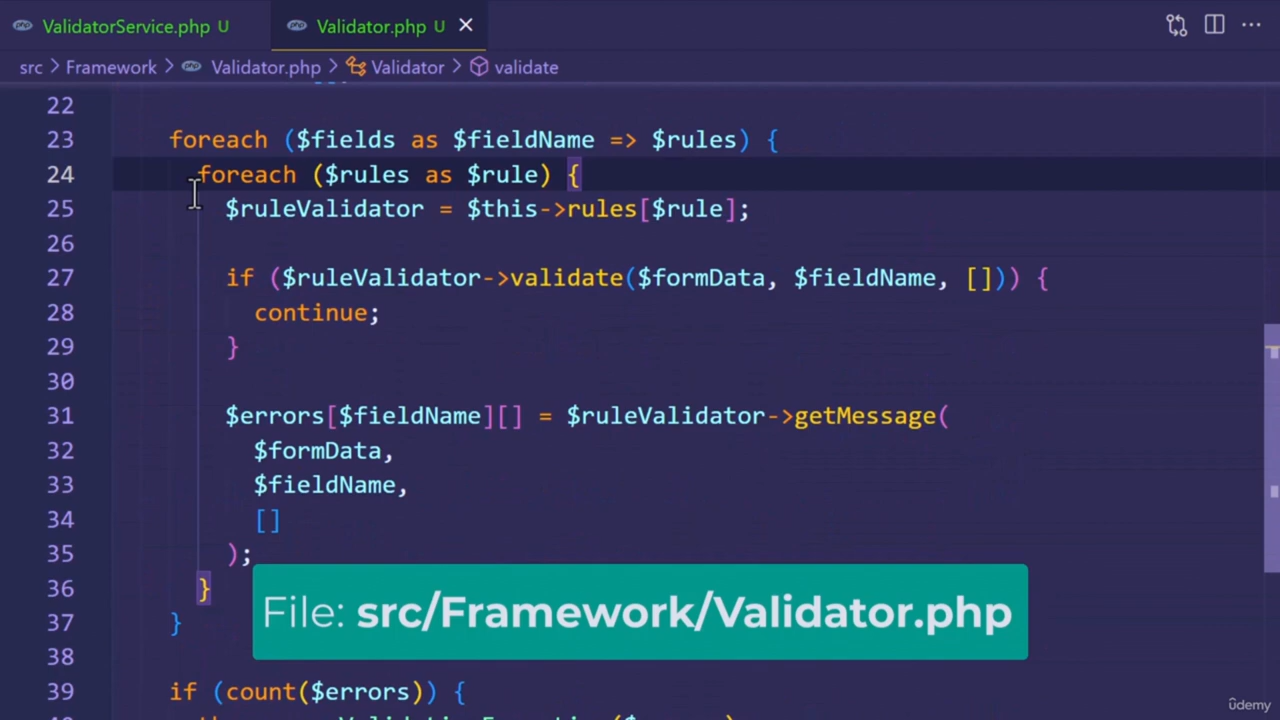 ValidatorService.php U
Validator.php U
src > Framework > Validator.php > Validator > validate
22
23 foreach ($fields as $fieldName => $rules) {
24 foreach ($rules as $rule) {
25 $ruleValidator = $this->rules[$rule];
26
27 if ($ruleValidator->validate($formData, $fieldName, [])) {
28 continue;
29 }
30
31 $errors[$fieldName][] = $ruleValidator->getMessage(
32 $formData,
33 $fieldName,
34 []
35 );
36 }
37 }
38
39 if (count($errors)) {
File: src/Framework/Validator.php
udemy